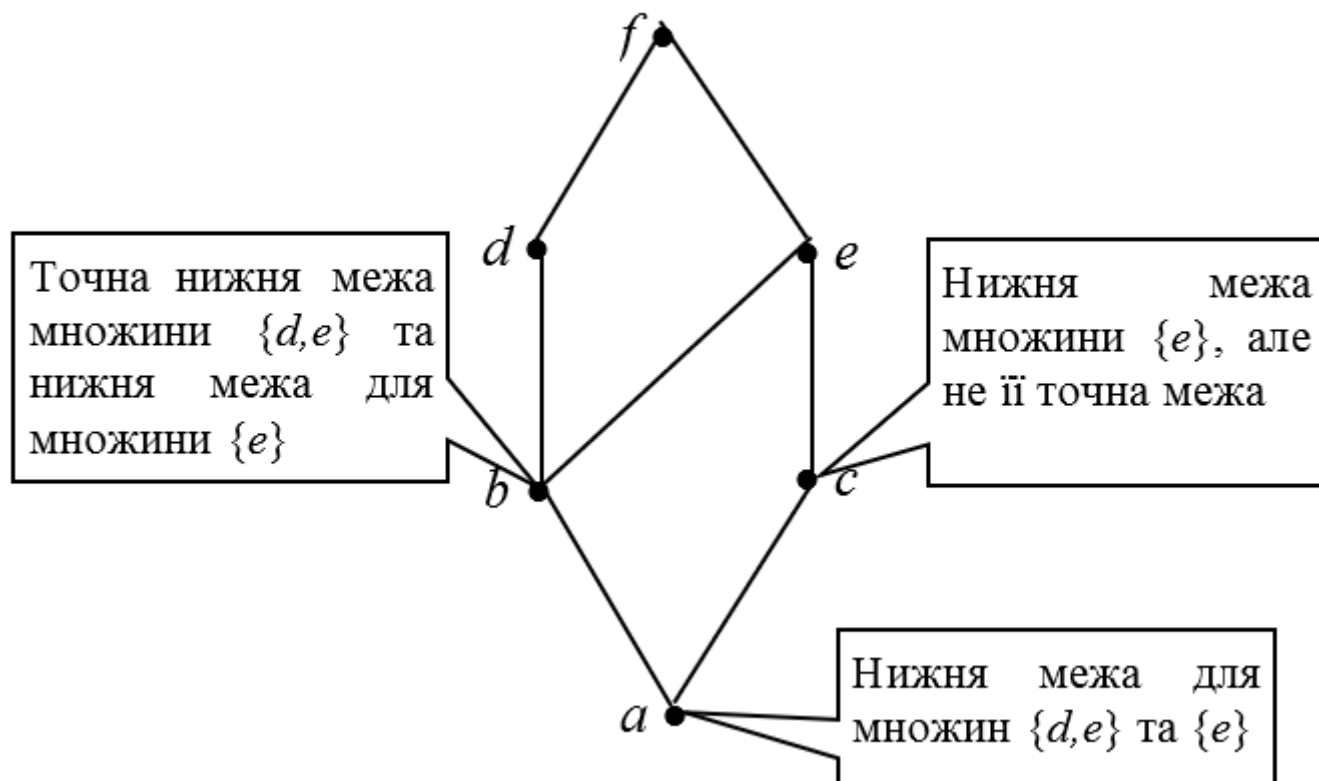 f
d
e
Точна нижня межа
множини {d,e} та
нижня межа для
множини {e}
Нижня межа
множини {e}, але
не її точна межа
b
c
Нижня межа для
множин {d,e} та {e}
a